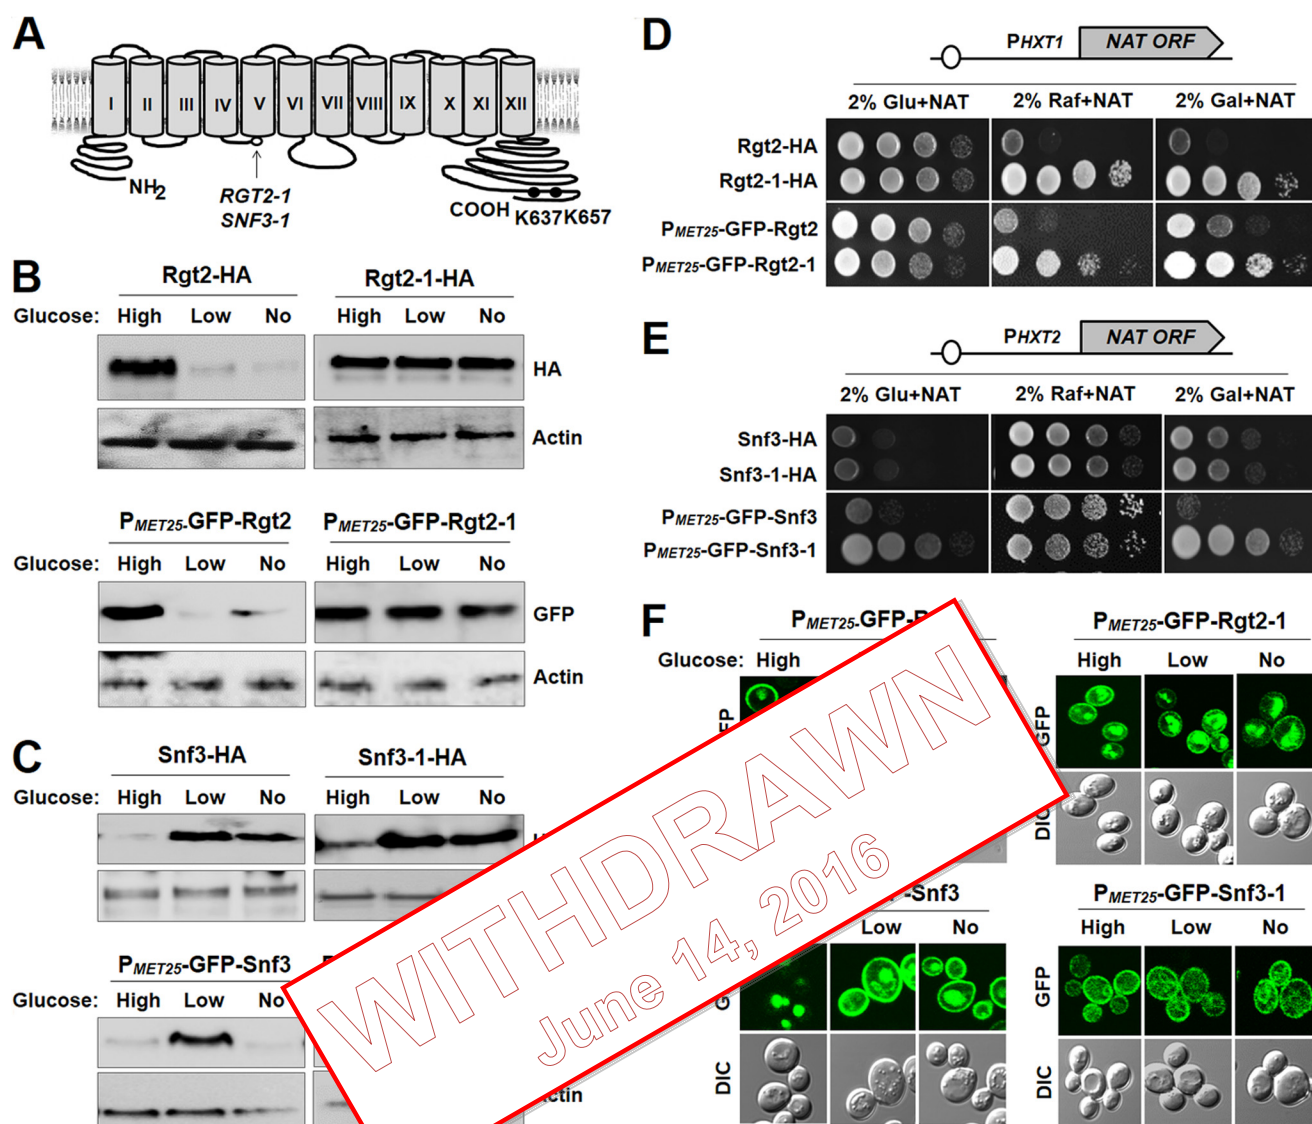 A
I II III IV V VI VII VIII IX X XI XII
NH2
RGT2-1
SNF3-1
COOH K637 K657
B
Rgt2-HA Rgt2-1-HA
Glucose: High Low No High Low No
HA
Actin
PMET25-GFP-Rgt2 PMET25-GFP-Rgt2-1
Glucose: High Low No High Low No
GFP
Actin
C
Snf3-HA Snf3-1-HA
Glucose: High Low No High Low No
PMET25-GFP-Snf3
Glucose: High Low No
D
PHXT1 NAT ORF
2% Glu+NAT 2% Raf+NAT 2% Gal+NAT
Rgt2-HA
Rgt2-1-HA
PMET25-GFP-Rgt2
PMET25-GFP-Rgt2-1
E
PHXT2 NAT ORF
2% Glu+NAT 2% Raf+NAT 2% Gal+NAT
Snf3-HA
Snf3-1-HA
PMET25-GFP-Snf3
PMET25-GFP-Snf3-1
F
PMET25-GFP- PMET25-GFP-Rgt2-1
Glucose: High High Low No
GFP
DIC
-Snf3 PMET25-GFP-Snf3-1
Low No High Low No
GFP
DIC DIC
WITHDRAWN
June 14, 2016